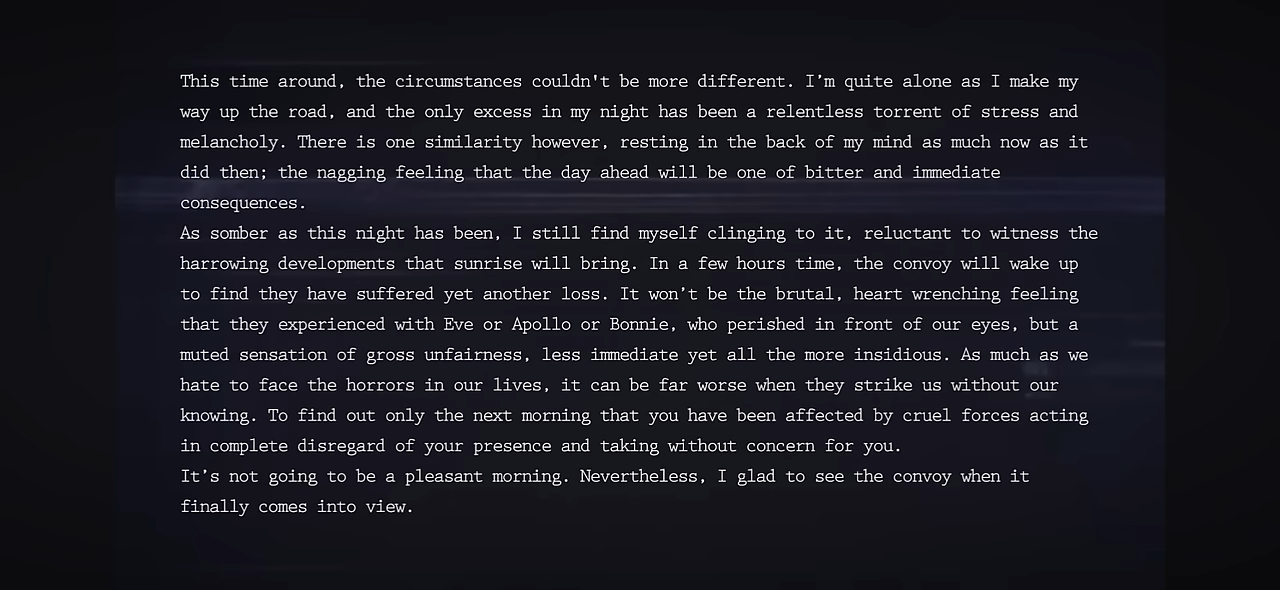 This time around, the circumstances couldn't be more different. I’m quite alone as I make my
way up the road, and the only excess in my night has been a relentless torrent of stress and
melancholy. There is one similarity however, resting in the back of my mind as much now as it
did then; the nagging feeling that the day ahead will be one of bitter and immediate
consequences.
As somber as this night has been, I still find myself clinging to it, reluctant to witness the
harrowing developments that sunrise will bring. In a few hours time, the convoy will wake up
to find they have suffered yet another loss. It won’t be the brutal, heart wrenching feeling
that they experienced with Eve or Apollo or Bonnie, who perished in front of our eyes, but a
muted sensation of gross unfairness, less immediate yet all the more insidious. As much as we
hate to face the horrors in our lives, it can be far worse when they strike us without our
knowing. To find out only the next morning that you have been affected by cruel forces acting
in complete disregard of your presence and taking without concern for you.
It’s not going to be a pleasant morning. Nevertheless, I glad to see the convoy when it
finally comes into view.